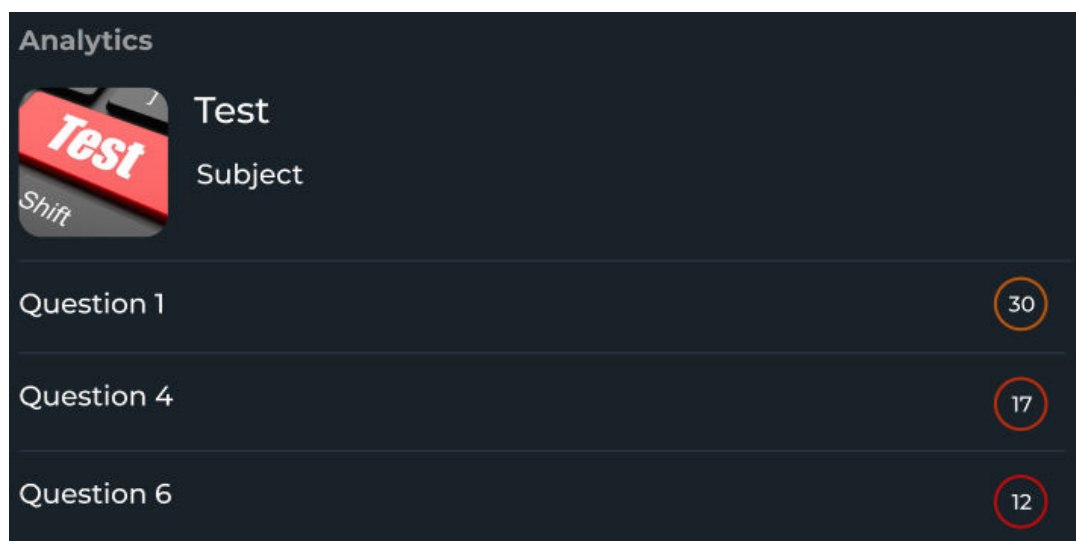 Analytics
Test
Shift
Test
Subject
Question 1
30
Question 4
17
Question 6
12